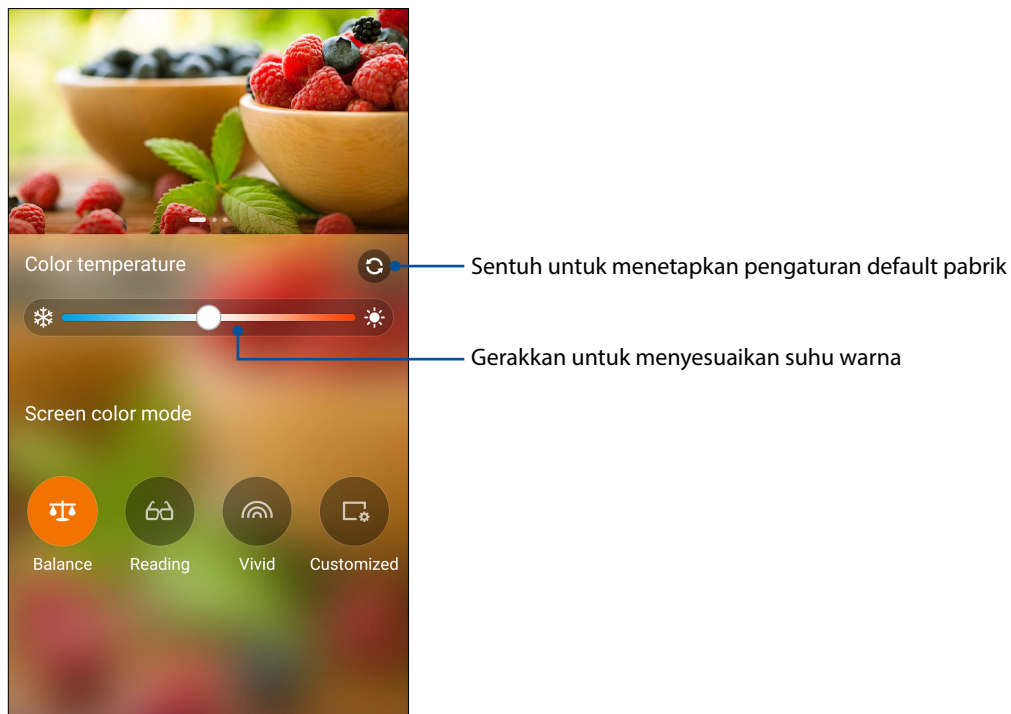 Color temperature
Sentuh untuk menetapkan pengaturan default pabrik
Gerakkan untuk menyesuaikan suhu warna
Screen color mode
Balance
Reading
Vivid
Customized